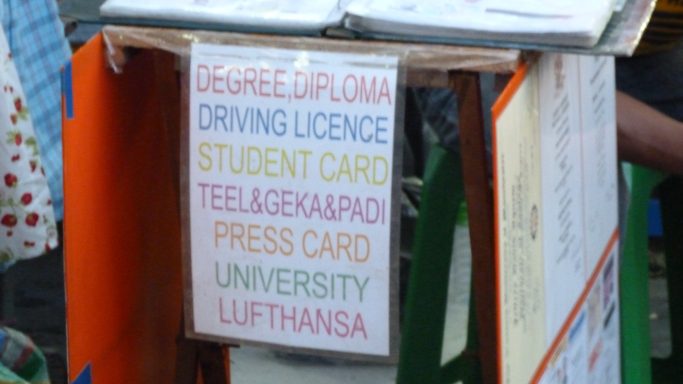 DEGREE,DIPLOMA
DRIVING LICENCE
STUDENT CARD
TEEL&GEKA&PADI
PRESS CARD
UNIVERSITY
LUFTHANSA